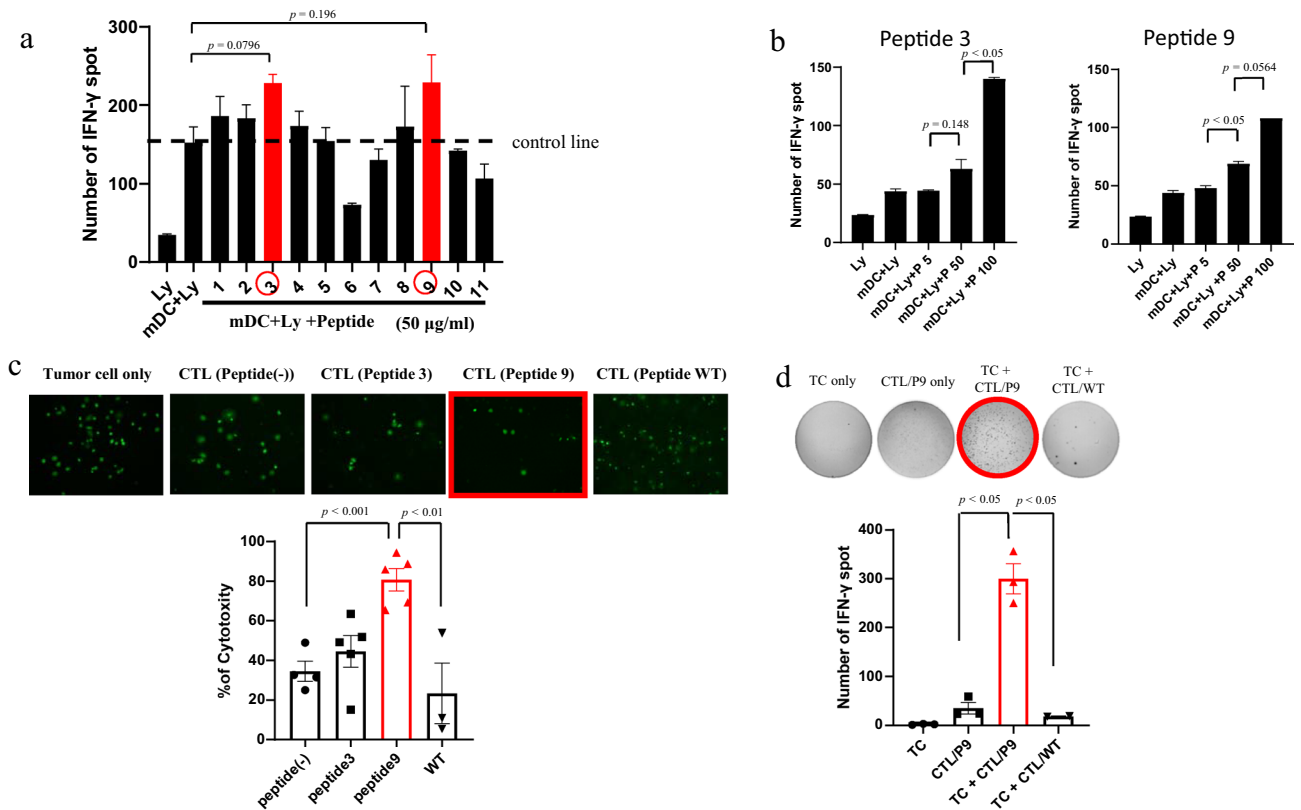 a
Number of IFN-γ spot
300
200
100
0
p = 0.196
p = 0.0796
control line
Ly
mDC+Ly
1
2
3
4
5
6
7
8
9
10
11
mDC+Ly +Peptide (50 µg/ml)
b
Peptide 3
Number of IFN-γ spot
150
100
50
0
p < 0.05
p = 0.148
Ly
mDC+Ly
mDC+Ly+P 5
mDC+Ly+P 50
mDC+Ly +P 100
Peptide 9
Number of IFN-γ spot
150
100
50
0
p = 0.0564
p < 0.05
Ly
mDC+Ly
mDC+Ly+P 5
mDC+Ly +P 50
mDC+Ly+P 100
c
Tumor cell only
CTL (Peptide(-))
CTL (Peptide 3)
CTL (Peptide 9)
CTL (Peptide WT)
p < 0.001
p < 0.01
%of Cytotoxity
100
80
60
40
20
0
peptide(-)
peptide3
peptide9
WT
d
TC only
CTL/P9 only
TC +
CTL/P9
TC +
CTL/WT
p < 0.05
p < 0.05
Number of IFN-γ spot
400
300
200
100
0
TC
CTL/P9
TC + CTL/P9
TC + CTL/WT